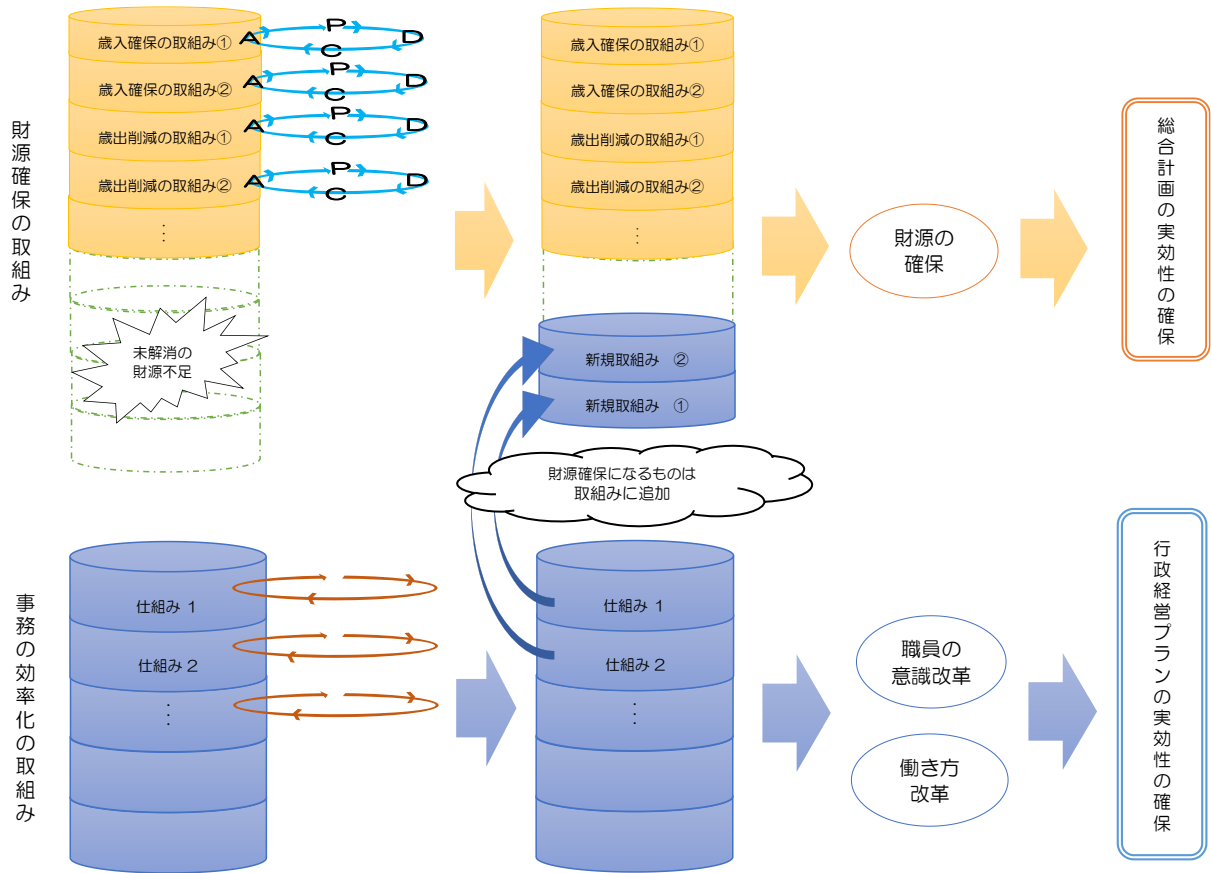 財源確保の取組み
歳入確保の取組み①
A P D C
歳入確保の取組み②
A P D C
歳出削減の取組み①
A P D C
歳出削減の取組み②
A P D C
⋮
未解消の
財源不足
歳入確保の取組み①
歳入確保の取組み②
歳出削減の取組み①
歳出削減の取組み②
⋮
新規取組み ②
新規取組み ①
財源確保になるものは
取組みに追加
財源の
確保
総合計画の実効性の確保
事務の効率化の取組み
仕組み 1
仕組み 2
⋮
仕組み 1
仕組み 2
⋮
職員の
意識改革
働き方
改革
行政経営プランの実効性の確保